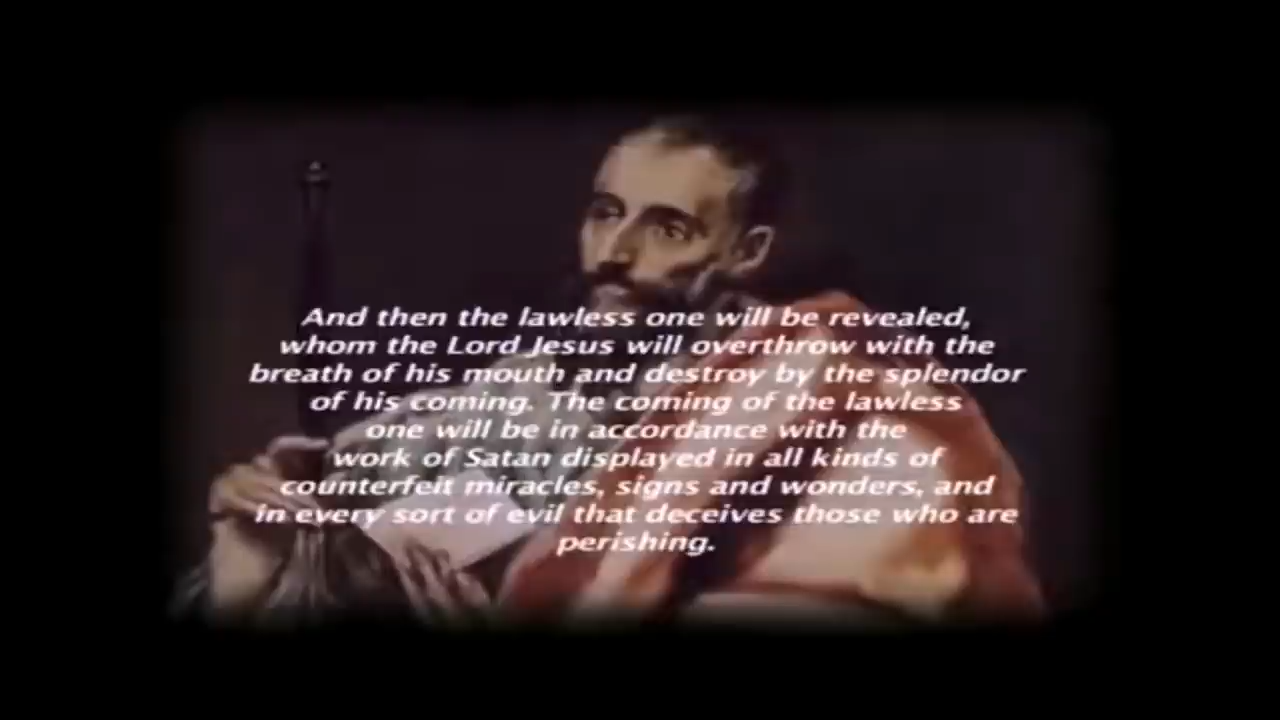 And then the lawless one will be revealed,
whom the Lord Jesus will overthrow with the
breath of his mouth and destroy by the splendor
of his coming. The coming of the lawless
one will be in accordance with the
work of Satan displayed in all kinds of
counterfeit miracles, signs and wonders, and
in every sort of evil that deceives those who are
perishing.